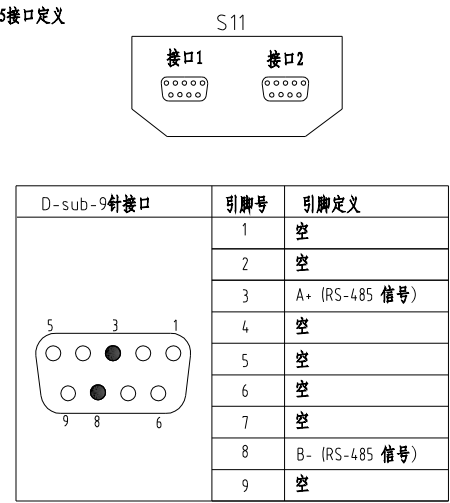 5接口定义
S11
接口1 接口2
D-sub-9针接口 引脚号 引脚定义
1 空
2 空
3 A+ (RS-485 信号)
4 空
5 空
6 空
7 空
8 B- (RS-485 信号)
9 空
5 3 1
9 8 6